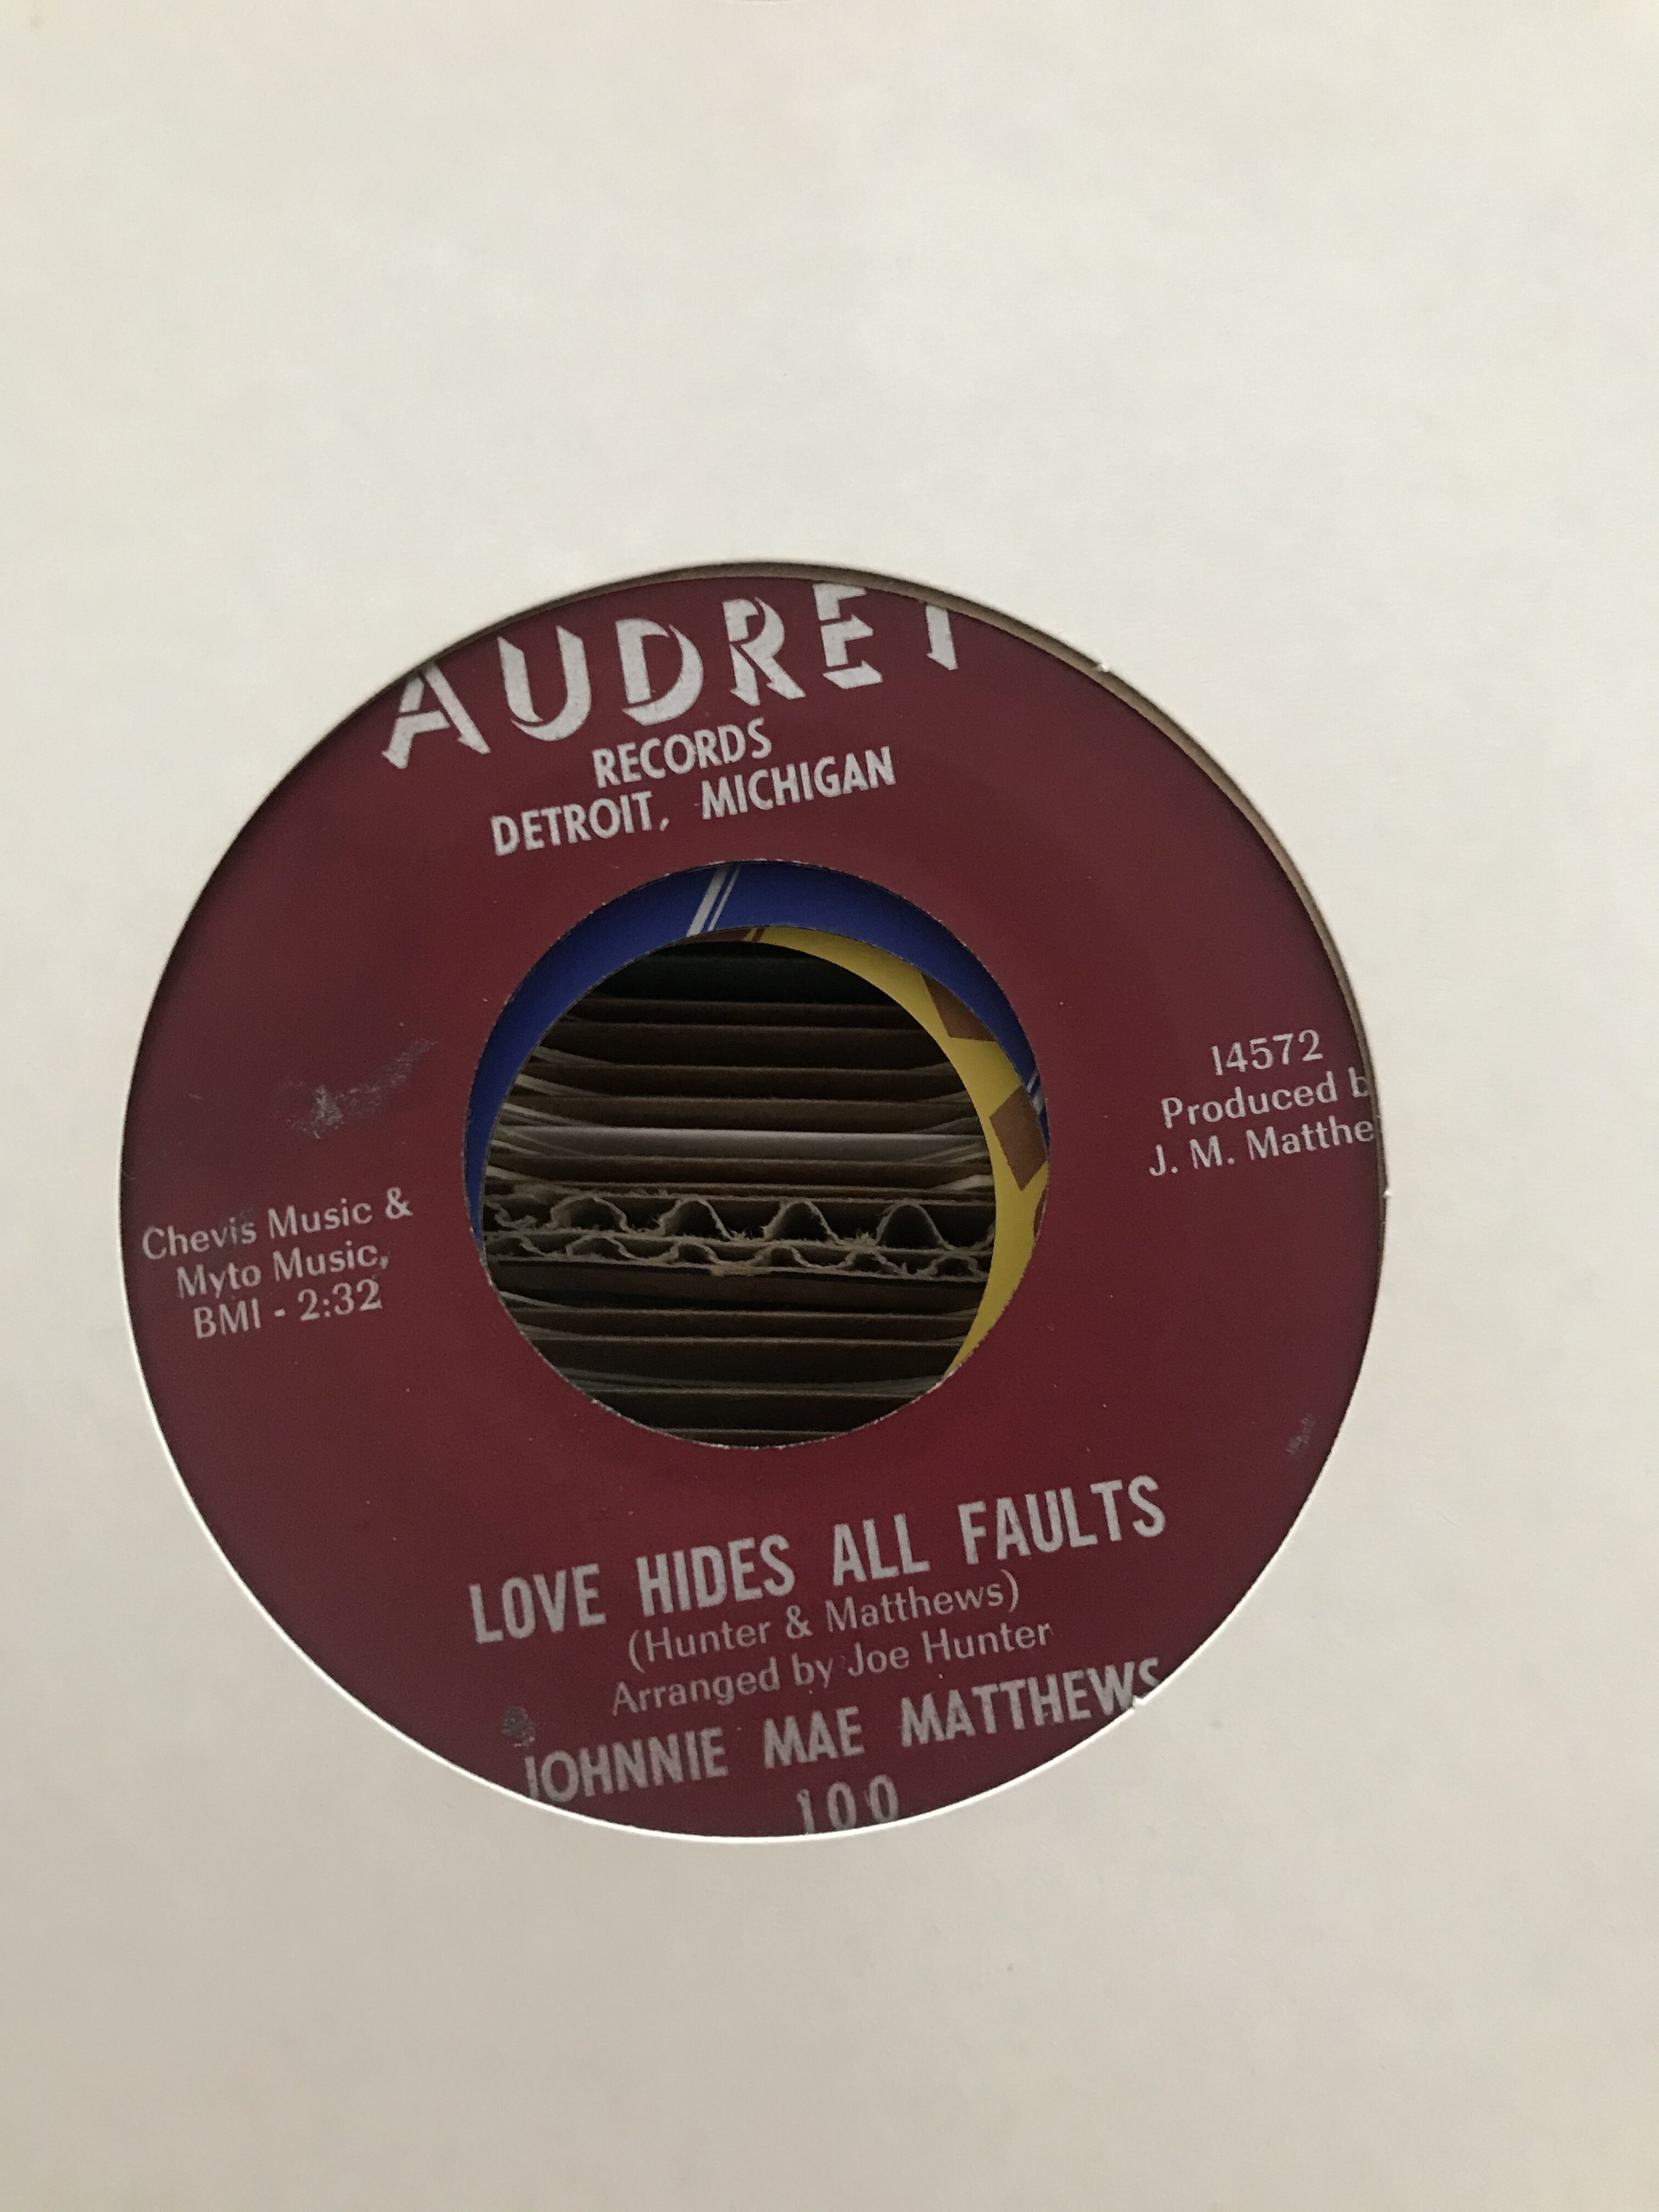 AUDRET
RECORDS
DETROIT, MICHIGAN
14572
Produced b
J. M. Matthe
Chevis Music &
Myto Music,
BMI - 2:32
LOVE HIDES ALL FAULTS
(Hunter & Matthews)
Arranged by Joe Hunter
JOHNNIE MAE MATTHEWS
100